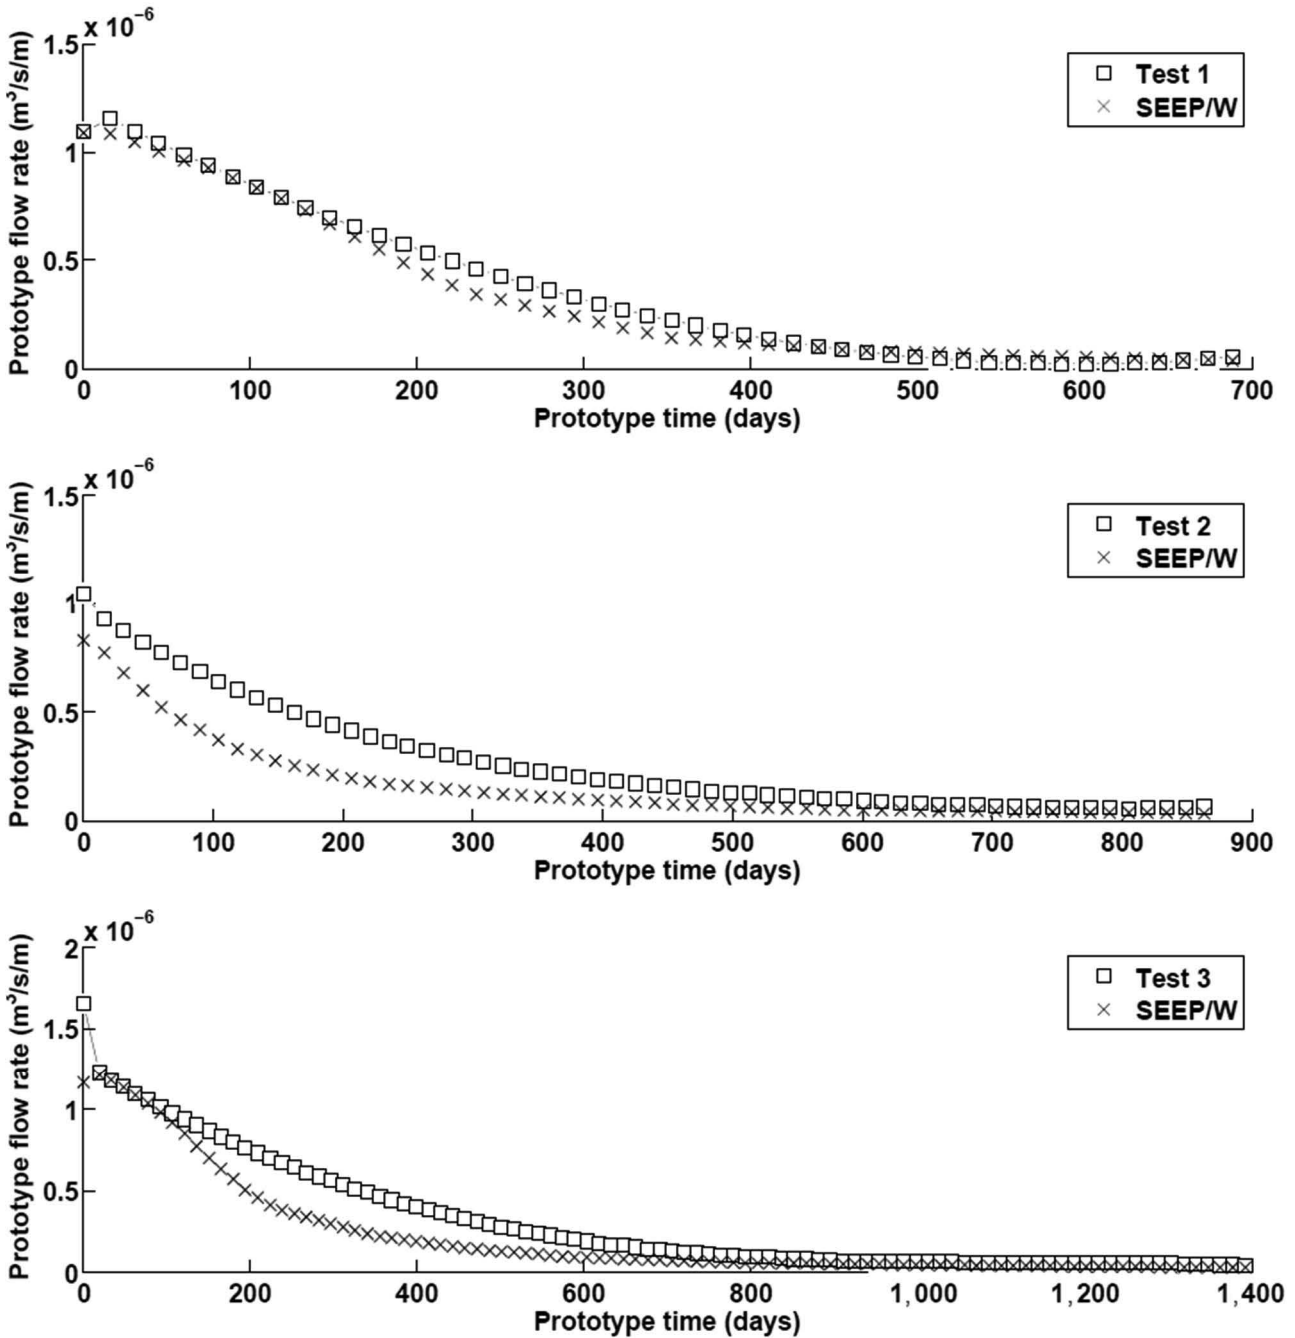 x 10⁻⁶
1.5
1
0.5
0
Prototype flow rate (m³/s/m)
Test 1
SEEP/W
0 100 200 300 400 500 600 700
Prototype time (days)
x 10⁻⁶
1.5
1
0.5
0
Prototype flow rate (m³/s/m)
Test 2
SEEP/W
0 100 200 300 400 500 600 700 800 900
Prototype time (days)
x 10⁻⁶
2
1.5
1
0.5
0
Prototype flow rate (m³/s/m)
Test 3
SEEP/W
0 200 400 600 800 1,000 1,200 1,400
Prototype time (days)